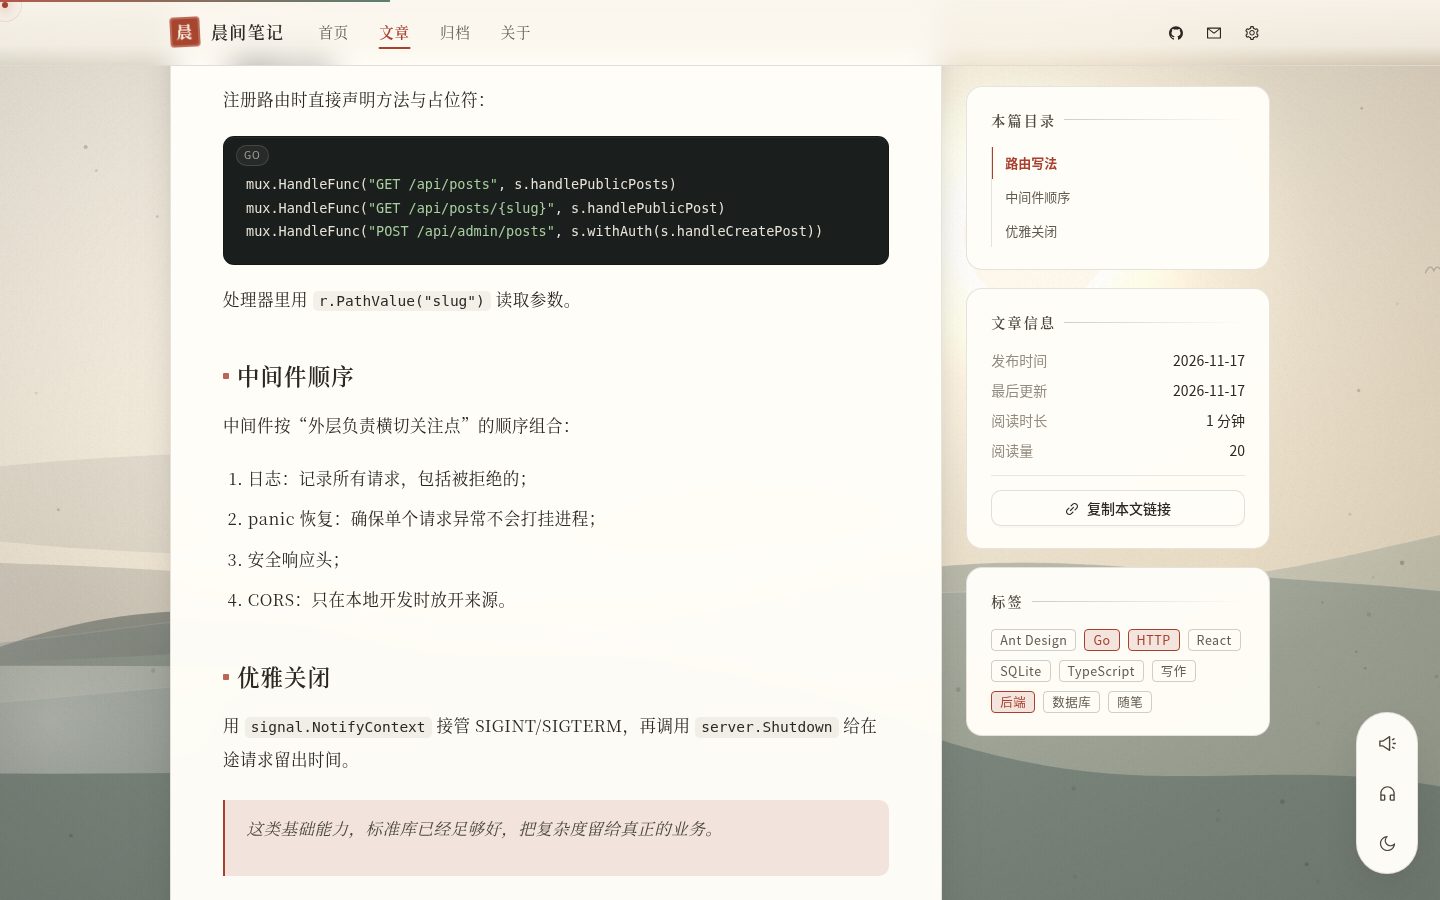 晨 晨间笔记 首页 文章 归档 关于
注册路由时直接声明方法与占位符：
GO
mux.HandleFunc("GET /api/posts", s.handlePublicPosts)
mux.HandleFunc("GET /api/posts/{slug}", s.handlePublicPost)
mux.HandleFunc("POST /api/admin/posts", s.withAuth(s.handleCreatePost))
处理器里用 r.PathValue("slug") 读取参数。
中间件顺序
中间件按“外层负责横切关注点”的顺序组合：
1. 日志：记录所有请求，包括被拒绝的；
2. panic 恢复：确保单个请求异常不会打挂进程；
3. 安全响应头；
4. CORS：只在本地开发时放开来源。
优雅关闭
用 signal.NotifyContext 接管 SIGINT/SIGTERM，再调用 server.Shutdown 给在
途请求留出时间。
这类基础能力，标准库已经足够好，把复杂度留给真正的业务。
本篇目录
路由写法
中间件顺序
优雅关闭
文章信息
发布时间 2026-11-17
最后更新 2026-11-17
阅读时长 1 分钟
阅读量 20
复制本文链接
标签
Ant Design Go HTTP React
SQLite TypeScript 写作
后端 数据库 随笔